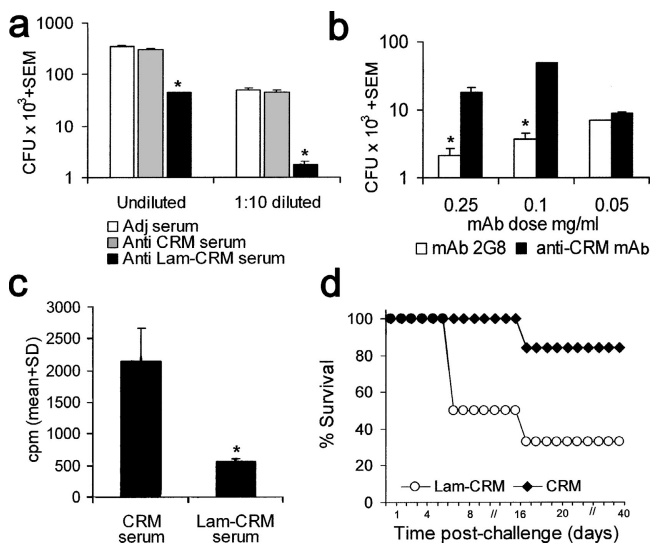 a
CFU x 10³+SEM
1000
100
10
1
Undiluted 1:10 diluted
* *
Adj serum
Anti CRM serum
Anti Lam-CRM serum
b
CFU x 10³ +SEM
100
10
1
* *
0.25 0.1 0.05
mAb dose mg/ml
mAb 2G8 anti-CRM mAb
c
cpm (mean+SD)
3000
2500
2000
1500
1000
500
0
*
CRM serum
Lam-CRM serum
d
% Survival
100
80
60
40
20
0
Lam-CRM CRM
1 4 8 // 16 20 // 40
Time post-challenge (days)